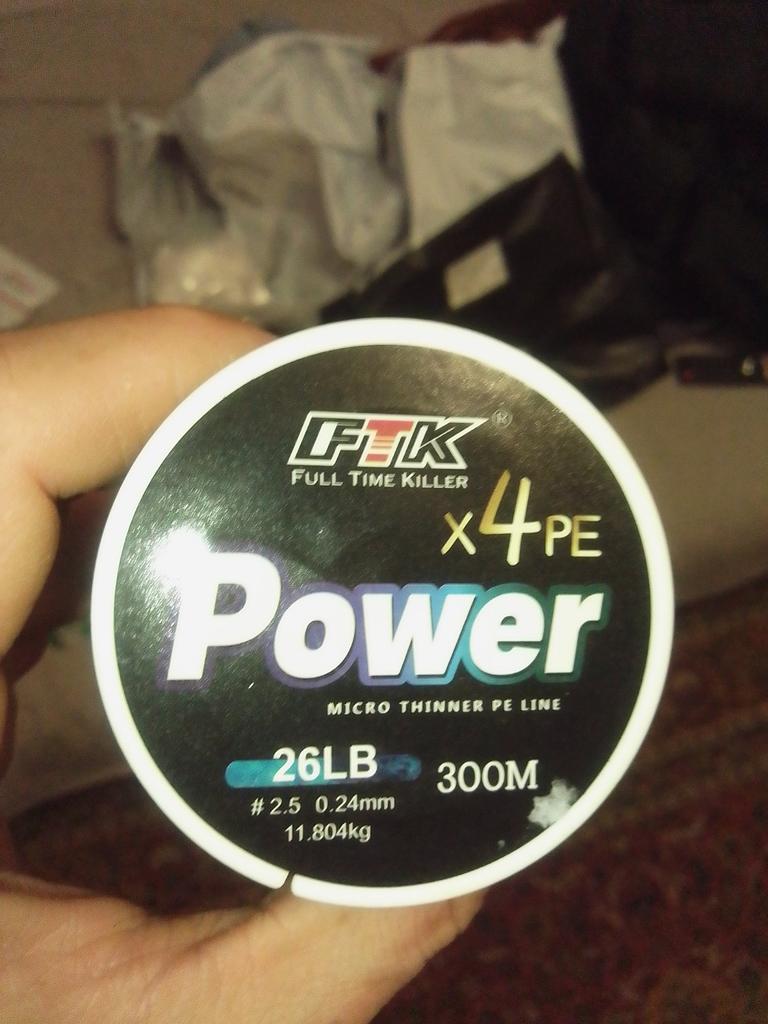 FTK ®
FULL TIME KILLER
x4PE
Power
MICRO THINNER PE LINE
26LB 300M
# 2.5 0.24mm
11.804kg